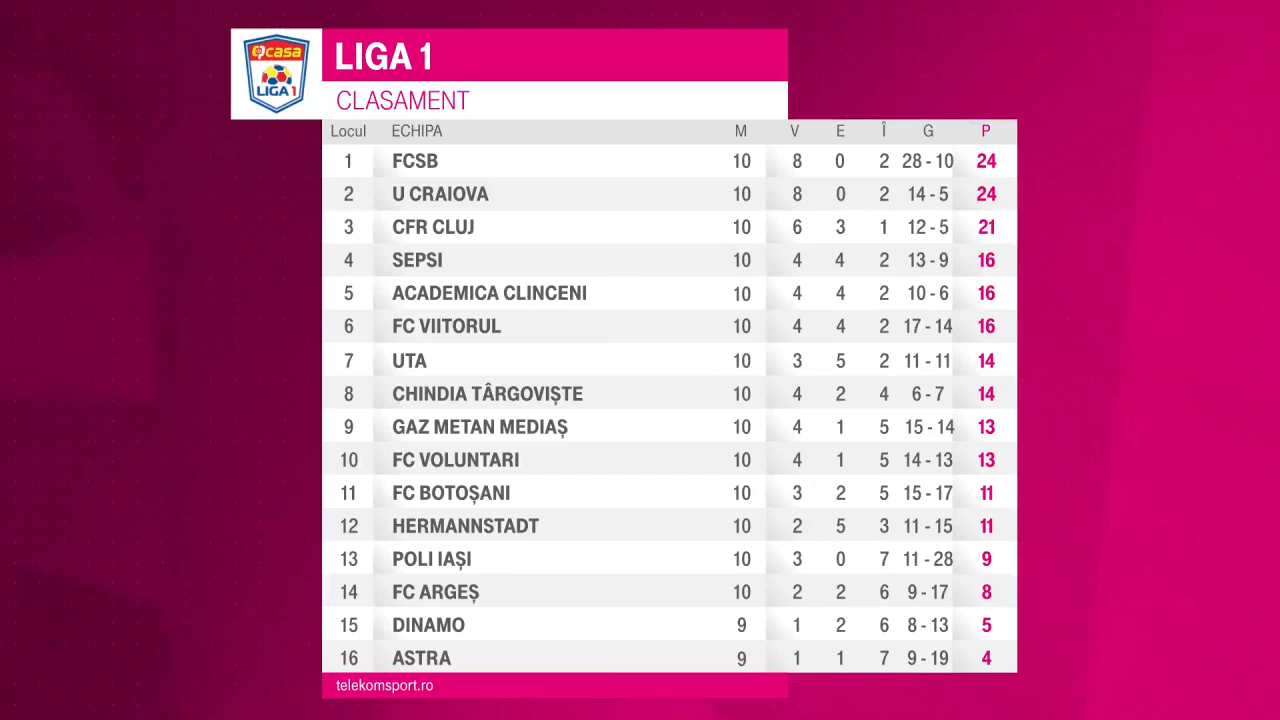 casa
LIGA 1
LIGA 1
CLASAMENT
Locul ECHIPA M V E Î G P
1 FCSB 10 8 0 2 28 - 10 24
2 U CRAIOVA 10 8 0 2 14 - 5 24
3 CFR CLUJ 10 6 3 1 12 - 5 21
4 SEPSI 10 4 4 2 13 - 9 16
5 ACADEMICA CLINCENI 10 4 4 2 10 - 6 16
6 FC VIITORUL 10 4 4 2 17 - 14 16
7 UTA 10 3 5 2 11 - 11 14
8 CHINDIA TÂRGOVIȘTE 10 4 2 4 6 - 7 14
9 GAZ METAN MEDIAȘ 10 4 1 5 15 - 14 13
10 FC VOLUNTARI 10 4 1 5 14 - 13 13
11 FC BOTOȘANI 10 3 2 5 15 - 17 11
12 HERMANNSTADT 10 2 5 3 11 - 15 11
13 POLI IAȘI 10 3 0 7 11 - 28 9
14 FC ARGEȘ 10 2 2 6 9 - 17 8
15 DINAMO 9 1 2 6 8 - 13 5
16 ASTRA 9 1 1 7 9 - 19 4
telekomsport.ro